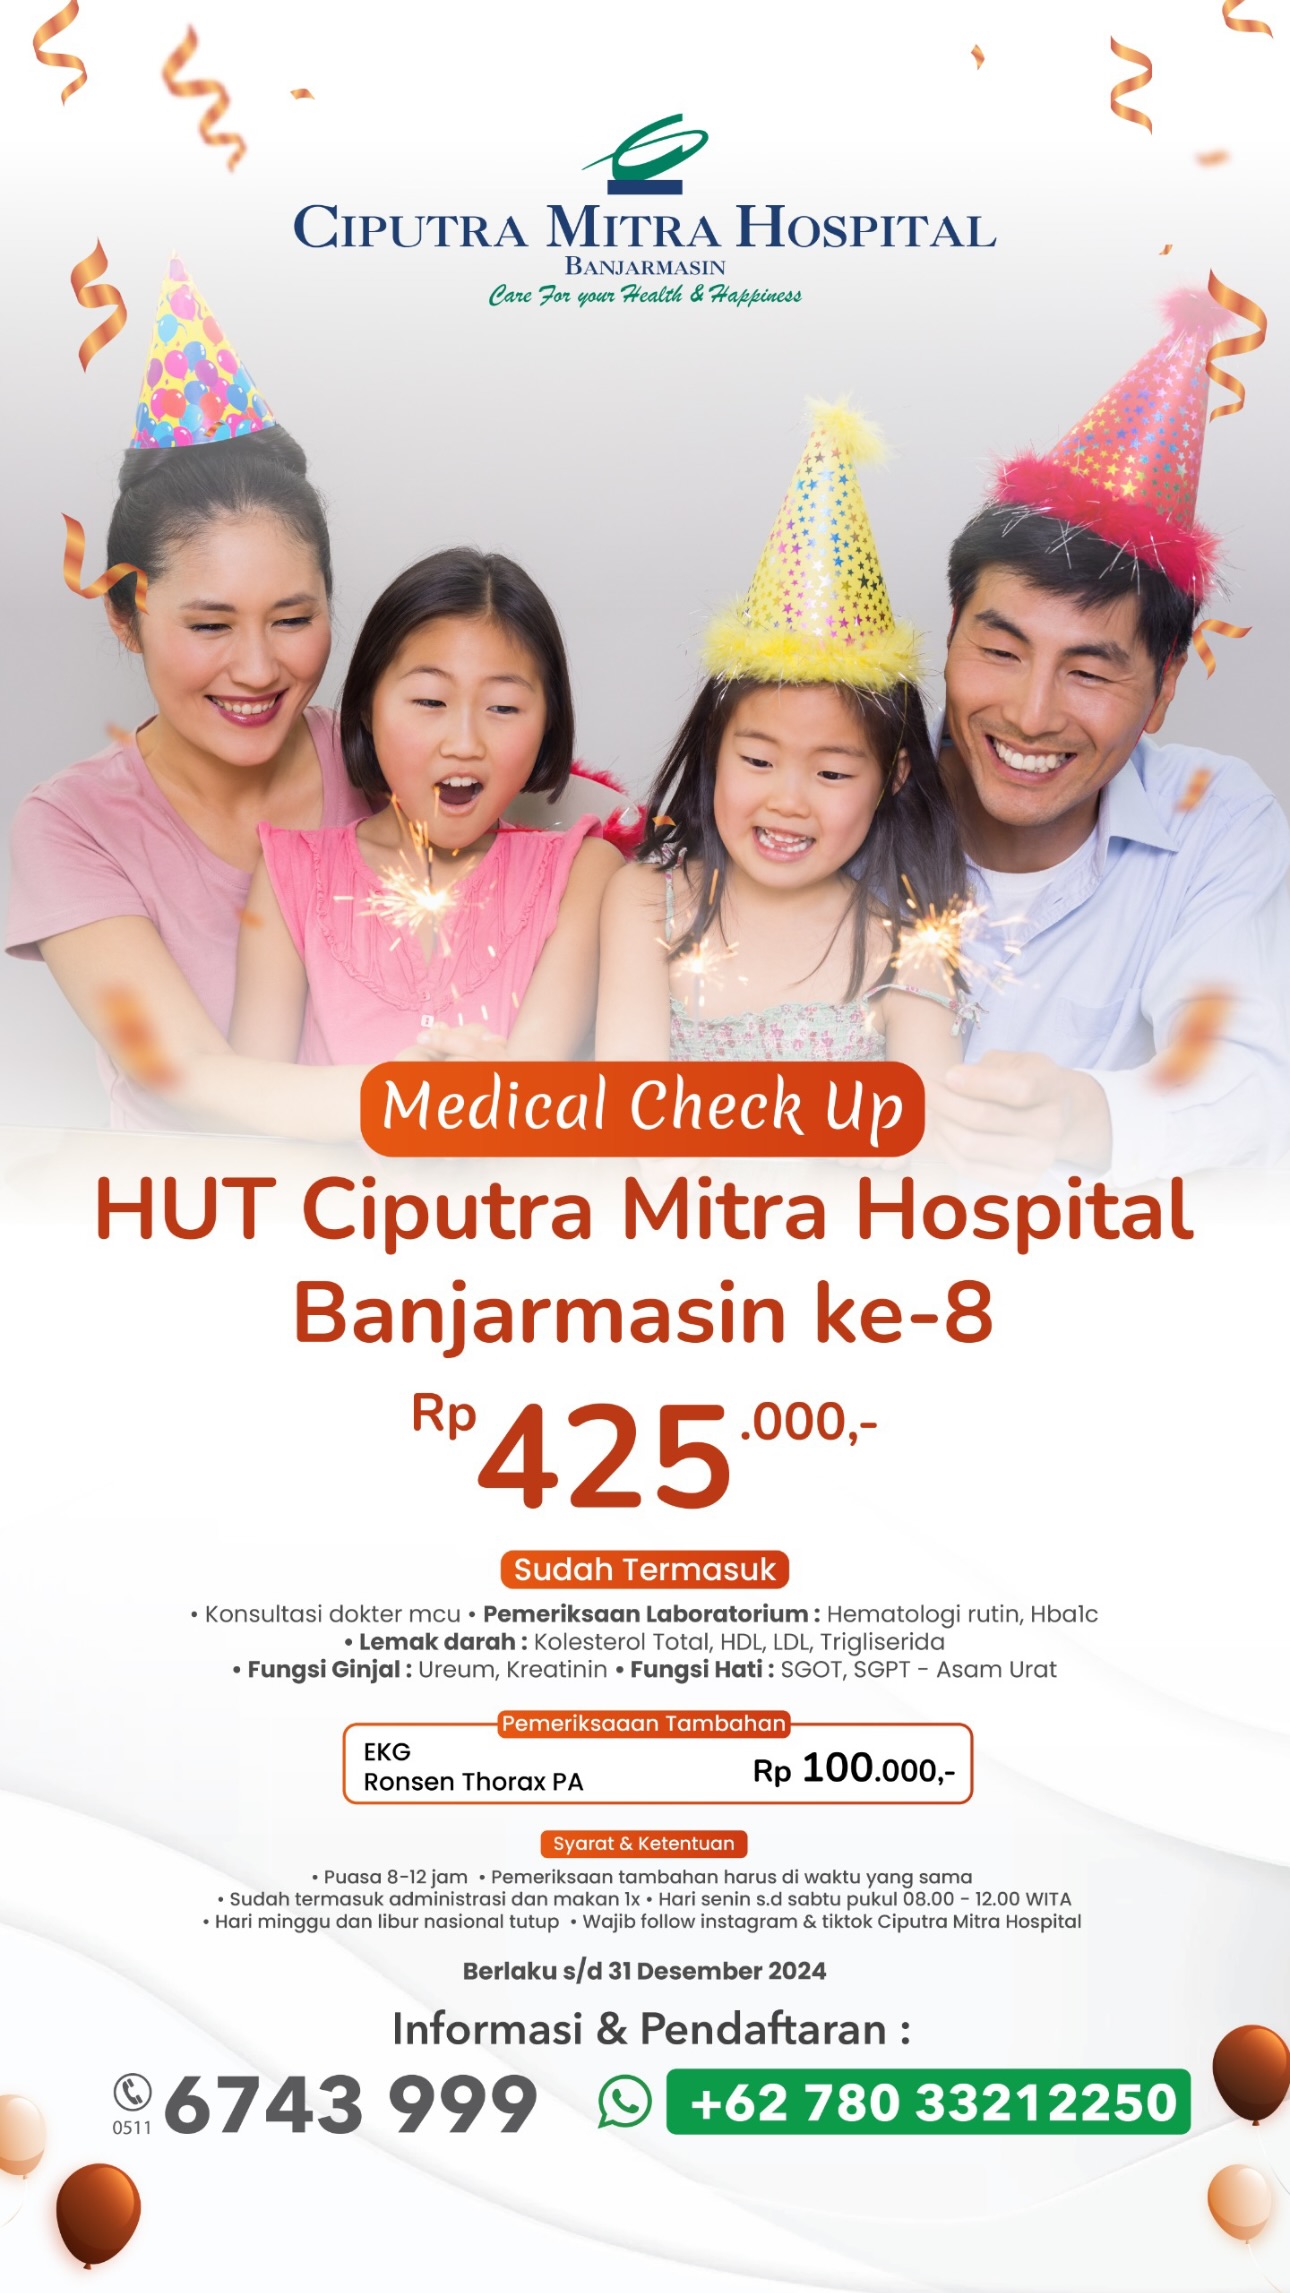 CIPUTRA MITRA HOSPITAL
BANJARMASIN
Care For your Health & Happiness
Medical Check Up
HUT Ciputra Mitra Hospital
Banjarmasin ke-8
Rp 425.000,-
Sudah Termasuk
• Konsultasi dokter mcu • Pemeriksaan Laboratorium : Hematologi rutin, Hba1c
• Lemak darah : Kolesterol Total, HDL, LDL, Trigliserida
• Fungsi Ginjal : Ureum, Kreatinin • Fungsi Hati : SGOT, SGPT - Asam Urat
Pemeriksaaan Tambahan
EKG
Ronsen Thorax PA
Rp 100.000,-
Syarat & Ketentuan
• Puasa 8-12 jam • Pemeriksaan tambahan harus di waktu yang sama
• Sudah termasuk administrasi dan makan 1x • Hari senin s.d sabtu pukul 08.00 - 12.00 WITA
• Hari minggu dan libur nasional tutup • Wajib follow instagram & tiktok Ciputra Mitra Hospital
Berlaku s/d 31 Desember 2024
Informasi & Pendaftaran :
0511 6743 999
+62 780 33212250